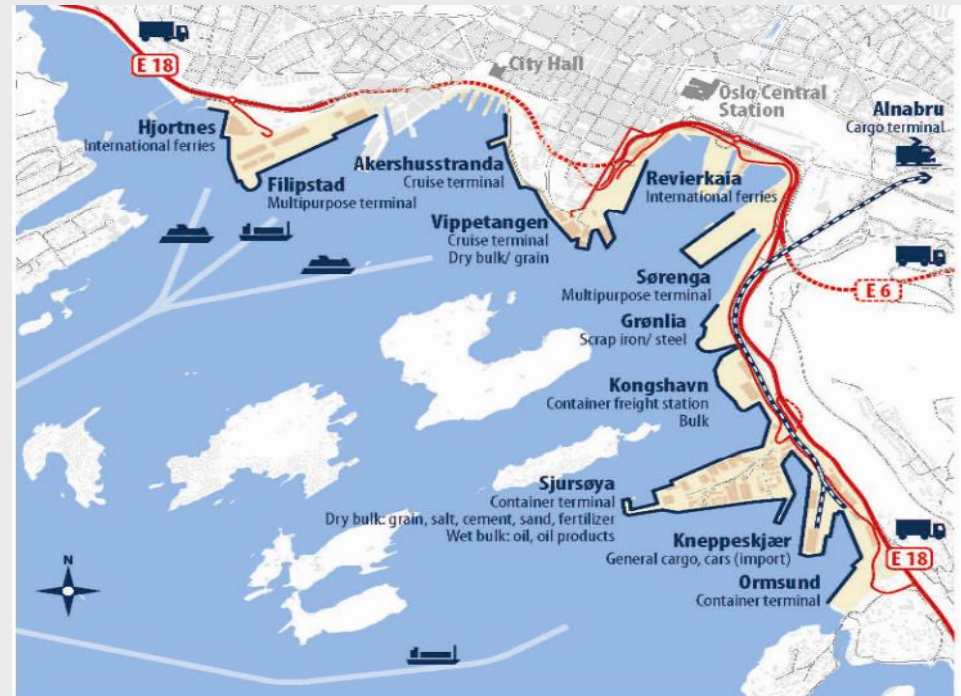 E 18
City Hall
Oslo Central
Station
Alnabru
Cargo terminal
Hjortnes
International ferries
Filipstad
Multipurpose terminal
Akershusstranda
Cruise terminal
Revierkaia
International ferries
Vippetangen
Cruise terminal
Dry bulk/ grain
Sørenga
Multipurpose terminal
E 6
Grønlia
Scrap iron/ steel
Kongshavn
Container freight station
Bulk
Sjursøya
Container terminal
Dry bulk: grain, salt, cement, sand, fertilizer
Wet bulk: oil, oil products
Kneppeskjær
General cargo, cars (import)
E 18
Ormsund
Container terminal
N